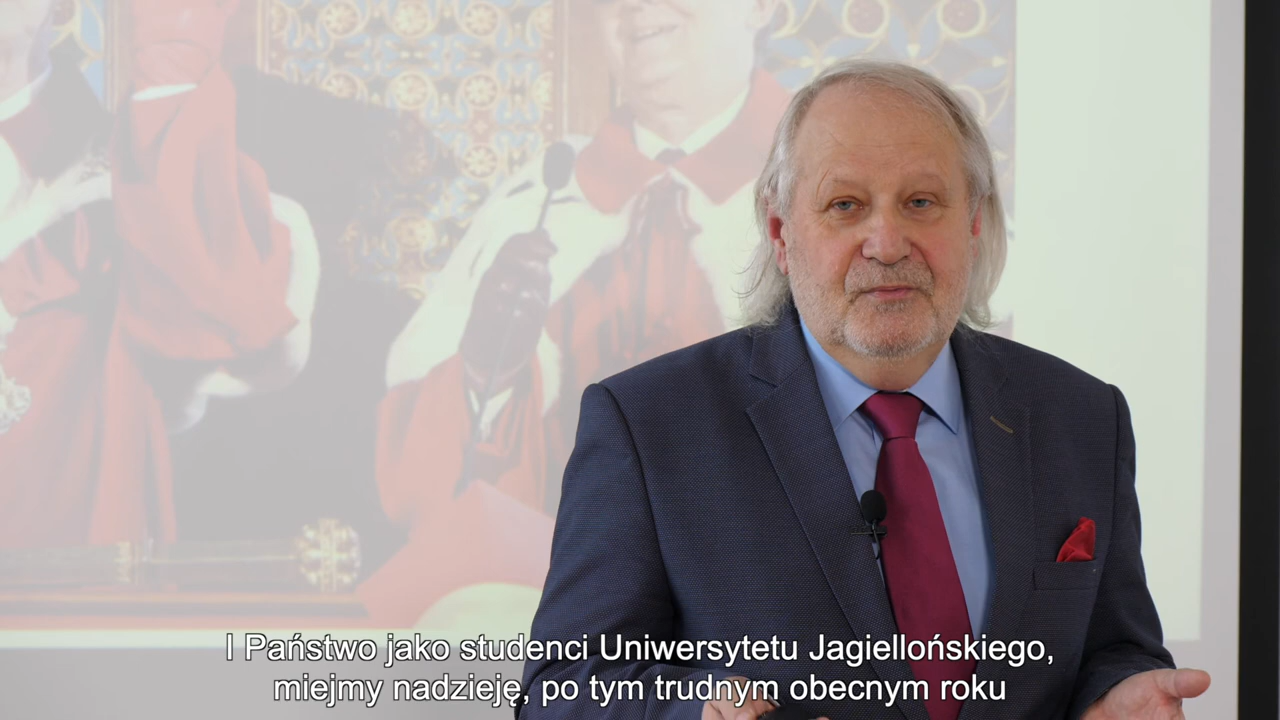 I Państwo jako studenci Uniwersytetu Jagiellońskiego,
miejmy nadzieję, po tym trudnym obecnym roku